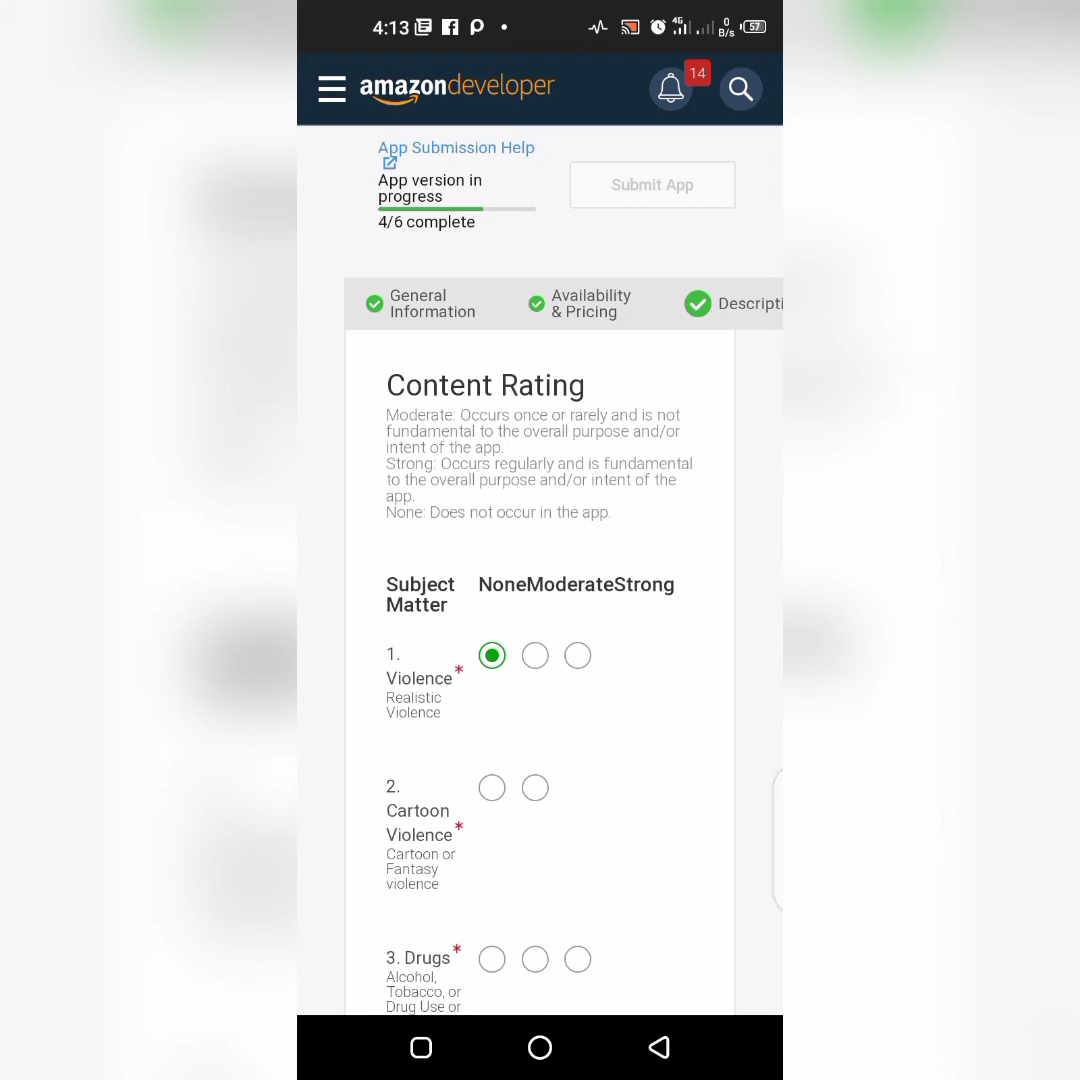 4:13
4G
0
B/s
57
amazondeveloper
14
App Submission Help
App version in
progress
4/6 complete
Submit App
General
Information
Availability
& Pricing
Descripti
Content Rating
Moderate: Occurs once or rarely and is not
fundamental to the overall purpose and/or
intent of the app.
Strong: Occurs regularly and is fundamental
to the overall purpose and/or intent of the
app.
None: Does not occur in the app.
Subject
Matter
NoneModerateStrong
1.
Violence*
Realistic
Violence
2.
Cartoon
Violence*
Cartoon or
Fantasy
violence
3. Drugs*
Alcohol,
Tobacco, or
Drug Use or